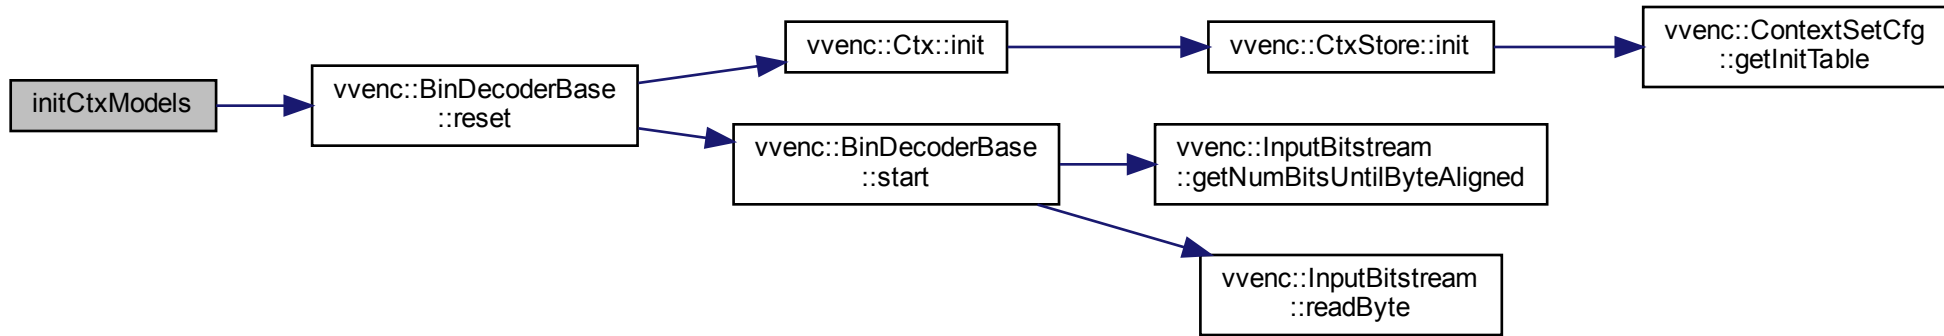 initCtxModels
vvenc::BinDecoderBase
::reset
vvenc::Ctx::init
vvenc::CtxStore::init
vvenc::ContextSetCfg
::getInitTable
vvenc::BinDecoderBase
::start
vvenc::InputBitstream
::getNumBitsUntilByteAligned
vvenc::InputBitstream
::readByte